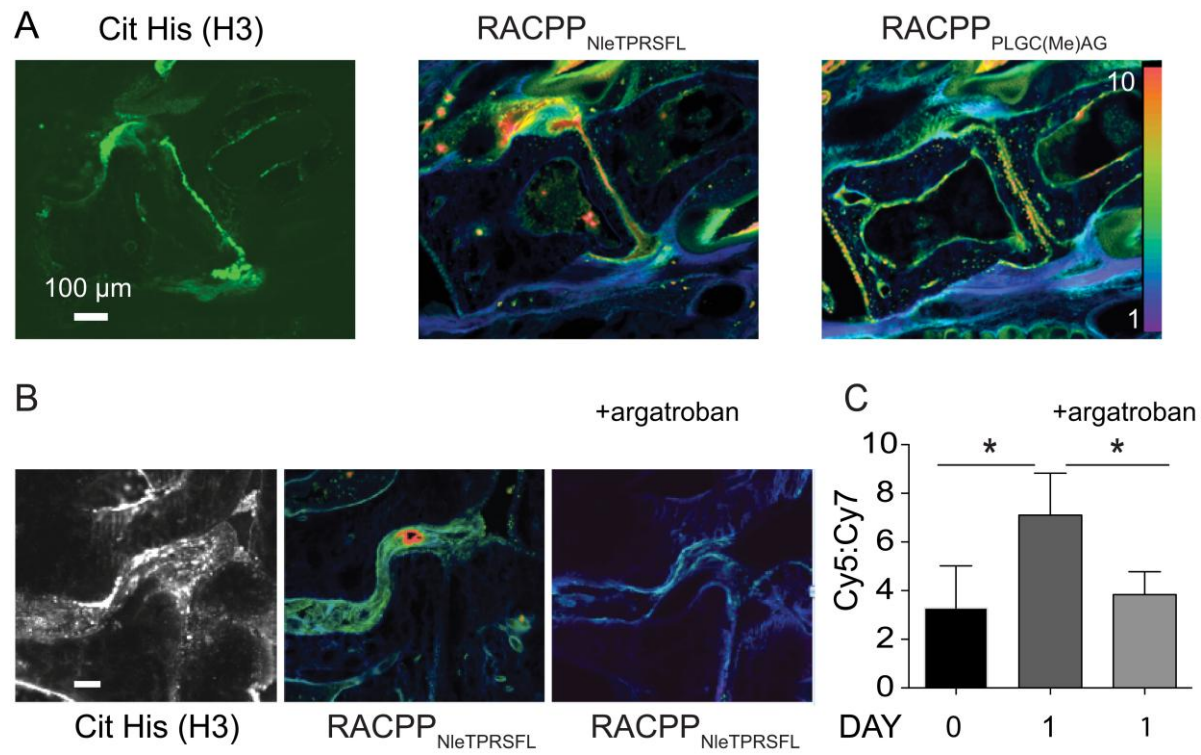 A
Cit His (H3)
RACPP NleTPRSFL
RACPP PLGC(Me)AG
100 μm
10
1
B
+argatroban
Cit His (H3)
RACPP NleTPRSFL
RACPP NleTPRSFL
C
+argatroban
10
8
6
4
2
0
Cy5:Cy7
*
*
DAY 0 1 1